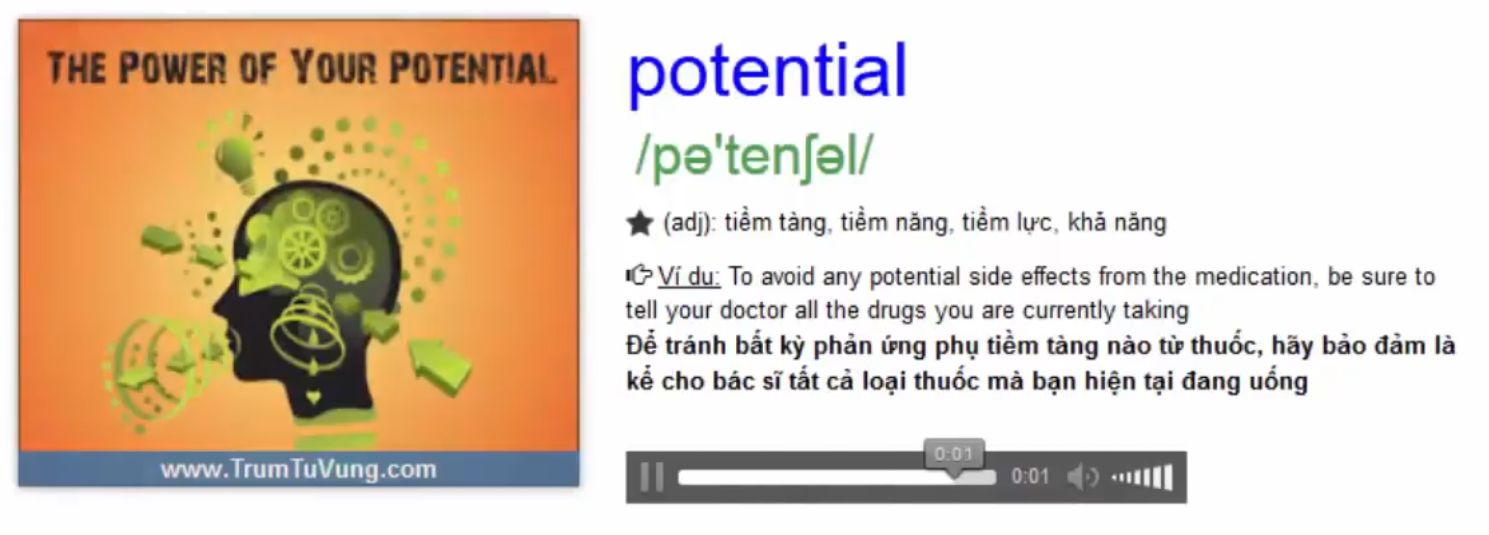 THE POWER OF YOUR POTENTIAL
www.TrumTuVung.com
potential
/pə'tenʃəl/
★ (adj): tiềm tàng, tiềm năng, tiềm lực, khả năng
Ví du: To avoid any potential side effects from the medication, be sure to
tell your doctor all the drugs you are currently taking
Để tránh bất kỳ phản ứng phụ tiềm tàng nào từ thuốc, hãy bảo đảm là
kể cho bác sĩ tất cả loại thuốc mà bạn hiện tại đang uống
0:01
0:01